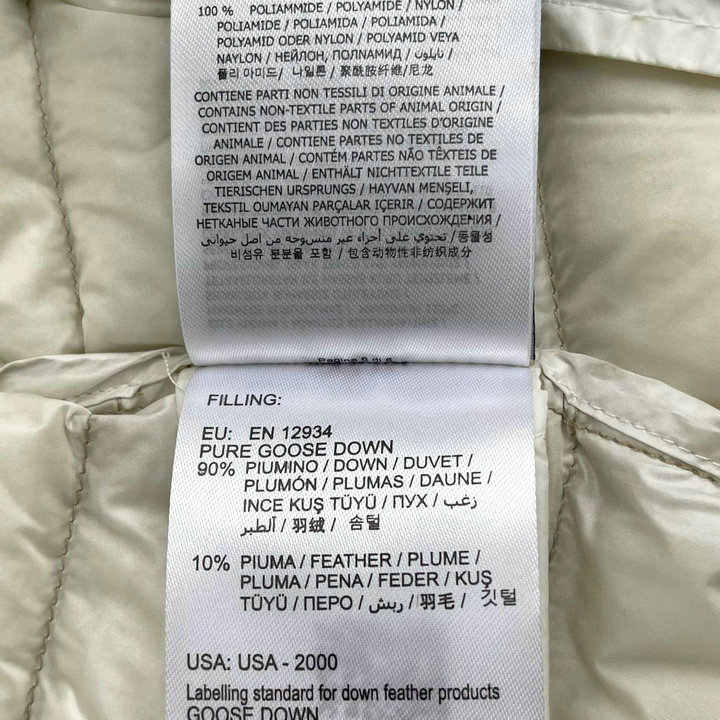 100 % POLIAMMIDE / POLYAMIDE / NYLON /
POLIAMIDE / POLIAMIDA / POLIAMIDA /
POLYAMID ODER NYLON / POLYAMID VEYA
NAYLON / НЕЙЛОН, ПОЛНАМИД / نايلون /
폴리 아미드/ 나일론 / 聚酰胺纤维/尼龙
CONTIENE PARTI NON TESSILI DI ORIGINE ANIMALE /
CONTAINS NON-TEXTILE PARTS OF ANIMAL ORIGIN /
CONTIENT DES PARTIES NON TEXTILES D'ORIGINE
ANIMALE / CONTIENE PARTES NO TEXTILES DE
ORIGEN ANIMAL / CONTÉM PARTES NÃO TÊXTEIS DE
ORIGEM ANIMAL / ENTHÄLT NICHTTEXTILE TEILE
TIERISCHEN URSPRUNGS / HAYVAN MENŞELİ,
TEKSTIL OUMAYAN PARÇALAR IÇERIR / СОДЕРЖИТ
НЕТКАНЫЕ ЧАСТИ ЖИВОТНОГО ПРОИСХОЖДЕНИЯ /
تحتوي على أجزاء غير منسوجه من اصل حيوانى / 동물성
비섬유 분분을 포함 / 包含动物性非纺织成分
FILLING:
EU: EN 12934
PURE GOOSE DOWN
90% PIUMINO / DOWN / DUVET /
PLUMÓN / PLUMAS / DAUNE /
INCE KUŞ TÜYÜ / ПУХ / زغب /
آلطير / 羽绒 / 솜털
10% PIUMA / FEATHER / PLUME /
PLUMA / PENA / FEDER / KUŞ
TÜYÜ / ПЕРО / ربش / 羽毛 / 깃털
USA: USA - 2000
Labelling standard for down feather products
GOOSE DOWN